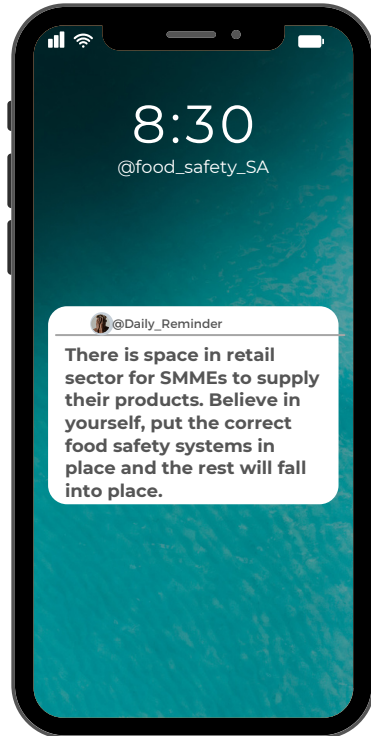 8:30
@food_safety_SA
@Daily_Reminder
There is space in retail
sector for SMMEs to supply
their products. Believe in
yourself, put the correct
food safety systems in
place and the rest will fall
into place.